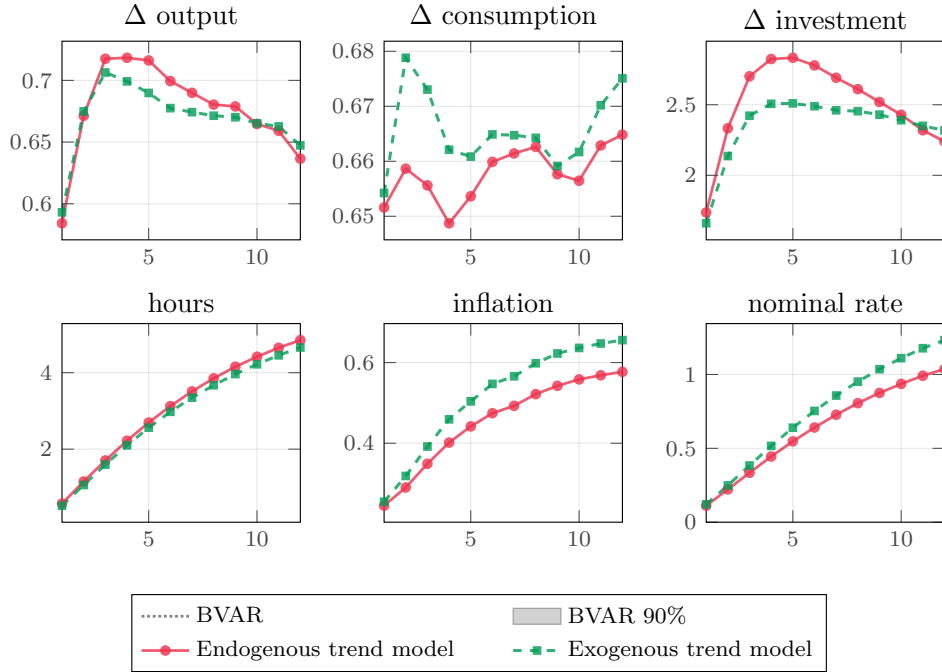 Δ output
Δ consumption
Δ investment
0.7
0.65
0.6
5
10
0.68
0.67
0.66
0.65
5
10
2.5
2
5
10
hours
inflation
nominal rate
4
2
5
10
0.6
0.4
5
10
1
0.5
0
5
10
BVAR
BVAR 90%
Endogenous trend model
Exogenous trend model